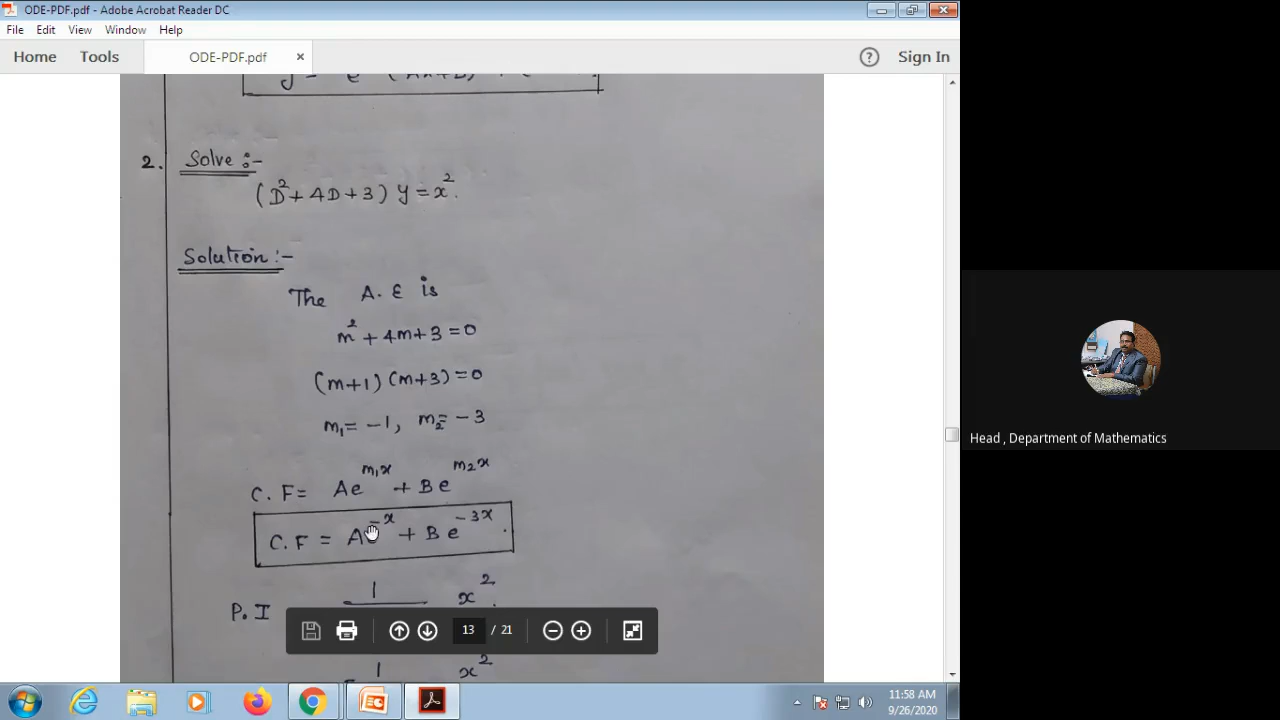 ODE-PDF.pdf - Adobe Acrobat Reader DC
File Edit View Window Help
Home Tools ODE-PDF.pdf × ? Sign In
2. Solve :-
(D²+4D+3) y = x².
Solution :-
The A. E is
m² + 4m+3 = 0
(m+1) (m+3) = 0
m₁ = -1, m₂ = -3
C. F = Ae^m₁x + Be^m₂x
C. F = A^-x + Be^-3x.
P. I 1 x²
13 / 21
1 x²
Head , Department of Mathematics
11:58 AM
9/26/2020